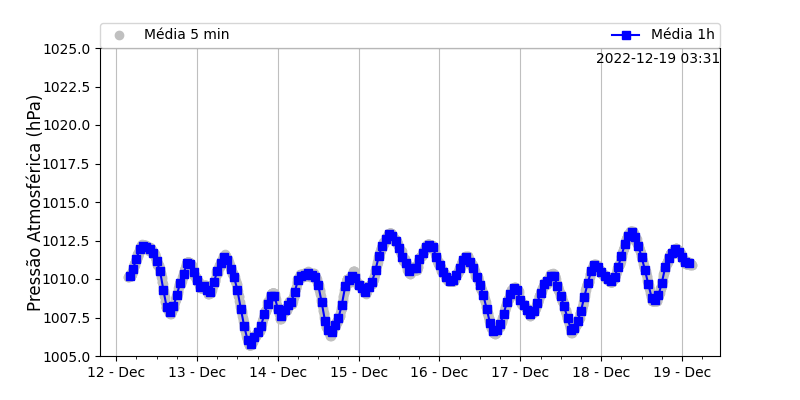 Média 5 min
Média 1h
2022-12-19 03:31
Pressão Atmosférica (hPa)
1025.0
1022.5
1020.0
1017.5
1015.0
1012.5
1010.0
1007.5
1005.0
12 - Dec
13 - Dec
14 - Dec
15 - Dec
16 - Dec
17 - Dec
18 - Dec
19 - Dec